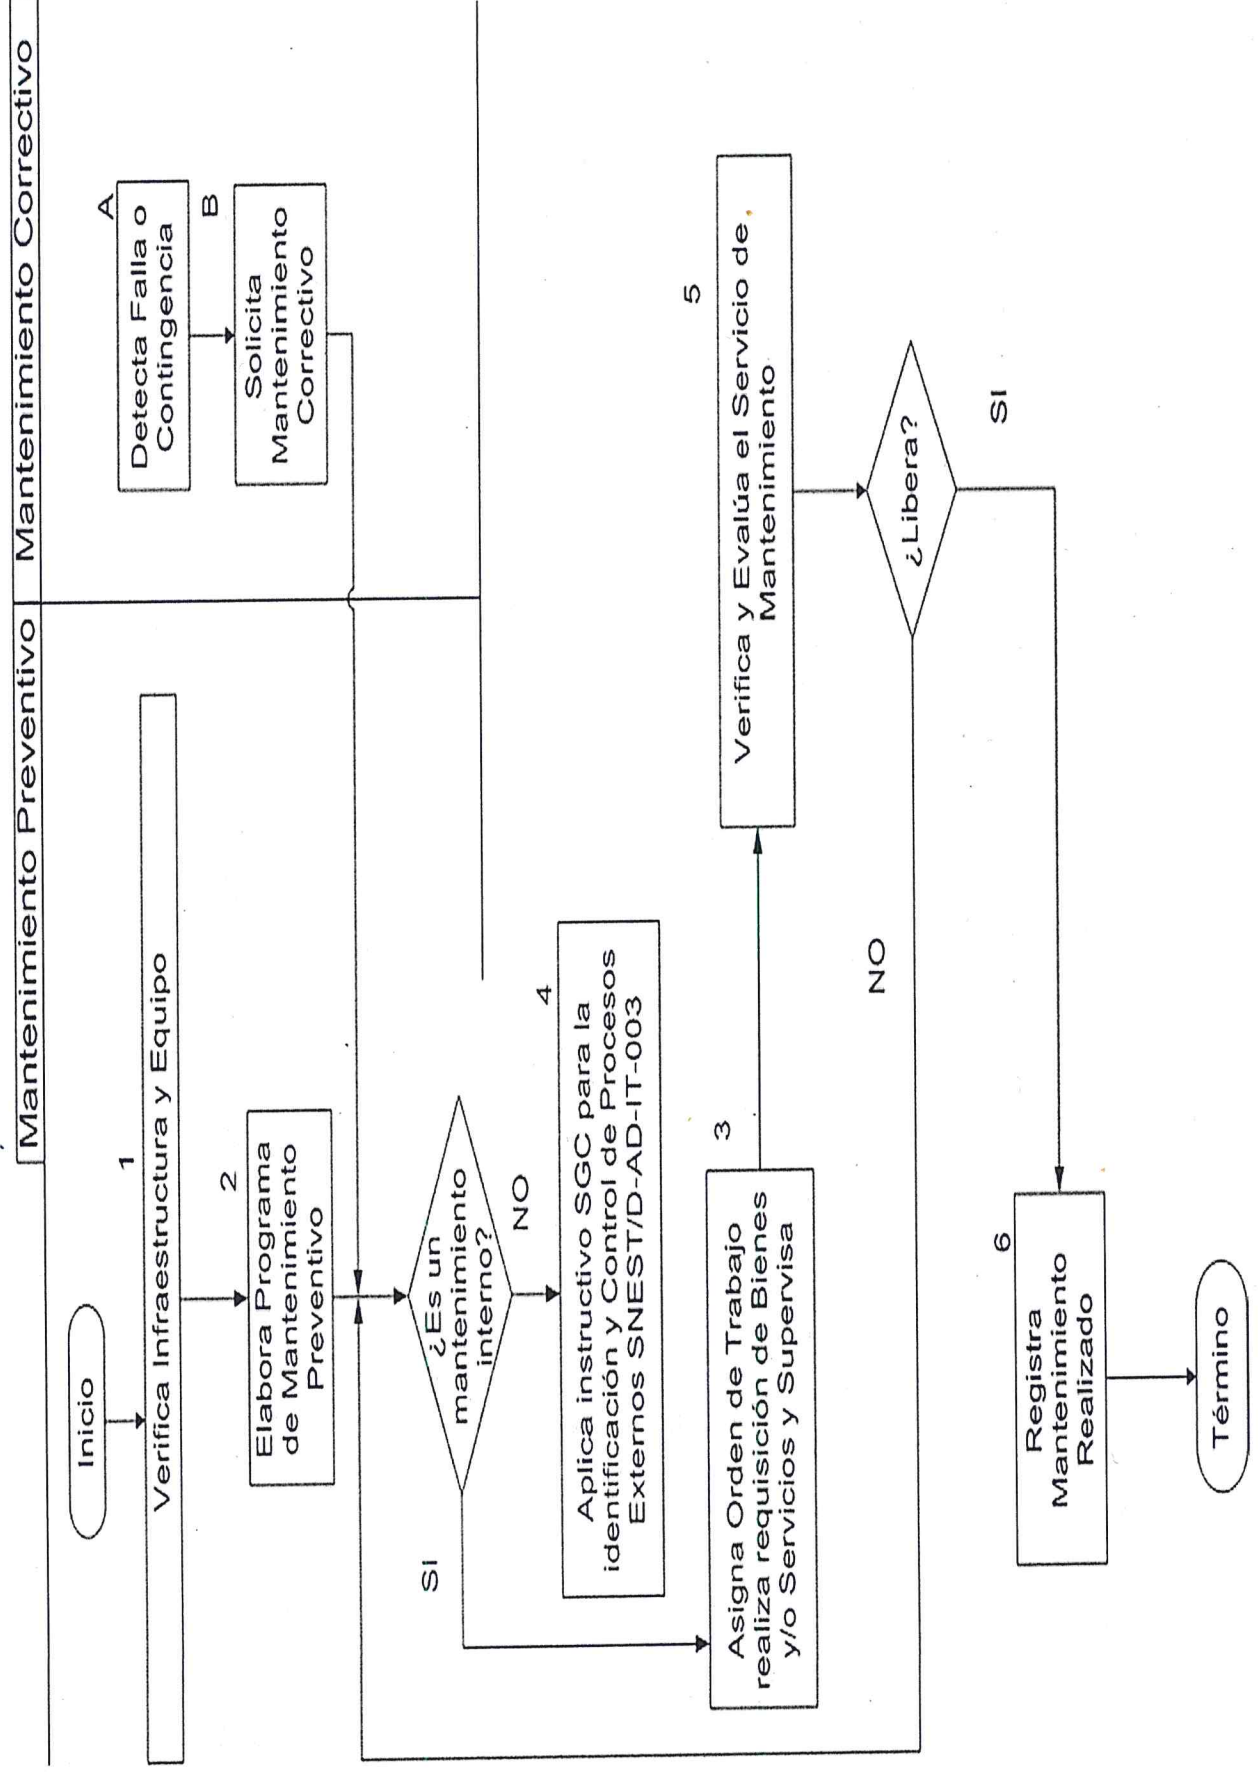 Mantenimiento Preventivo
Mantenimiento Correctivo
Inicio
1
Verifica Infraestructura y Equipo
2
Elabora Programa
de Mantenimiento
Preventivo
A
Detecta Falla o
Contingencia
B
Solicita
Mantenimiento
Correctivo
¿Es un
mantenimiento
interno?
SI
NO
4
Aplica instructivo SGC para la
identificación y Control de Procesos
Externos SNEST/D-AD-IT-003
3
Asigna Orden de Trabajo
realiza requisición de Bienes
y/o Servicios y Supervisa
5
Verifica y Evalúa el Servicio de
Mantenimiento
¿Libera?
NO
SI
6
Registra
Mantenimiento
Realizado
Término